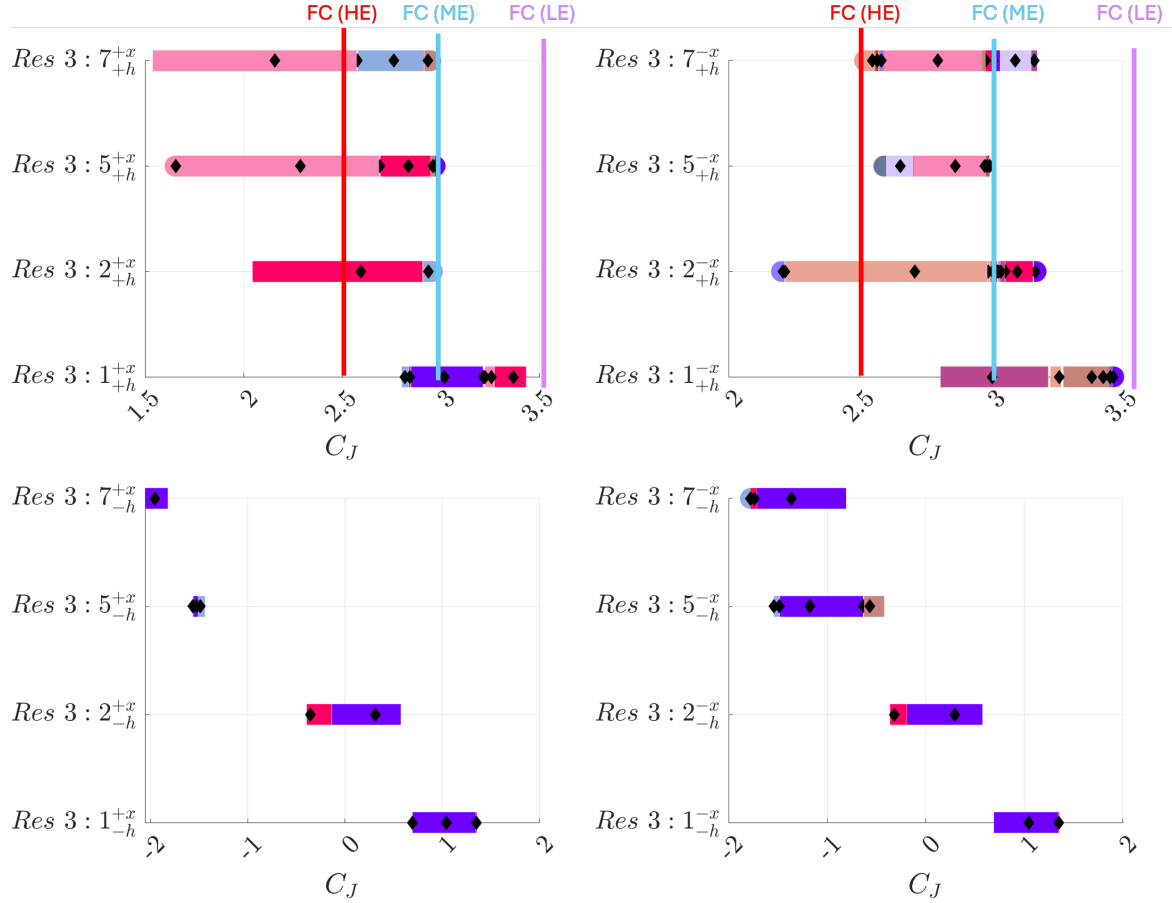 FC (HE) FC (ME) FC (LE) FC (HE) FC (ME) FC (LE)
Res 3 : 7^{+x}_{+h}
Res 3 : 5^{+x}_{+h}
Res 3 : 2^{+x}_{+h}
Res 3 : 1^{+x}_{+h}
1.5 2 2.5 3 3.5
C_J
Res 3 : 7^{-x}_{+h}
Res 3 : 5^{-x}_{+h}
Res 3 : 2^{-x}_{+h}
Res 3 : 1^{-x}_{+h}
2 2.5 3 3.5
C_J
Res 3 : 7^{+x}_{-h}
Res 3 : 5^{+x}_{-h}
Res 3 : 2^{+x}_{-h}
Res 3 : 1^{+x}_{-h}
-2 -1 0 1 2
C_J
Res 3 : 7^{-x}_{-h}
Res 3 : 5^{-x}_{-h}
Res 3 : 2^{-x}_{-h}
Res 3 : 1^{-x}_{-h}
-2 -1 0 1 2
C_J